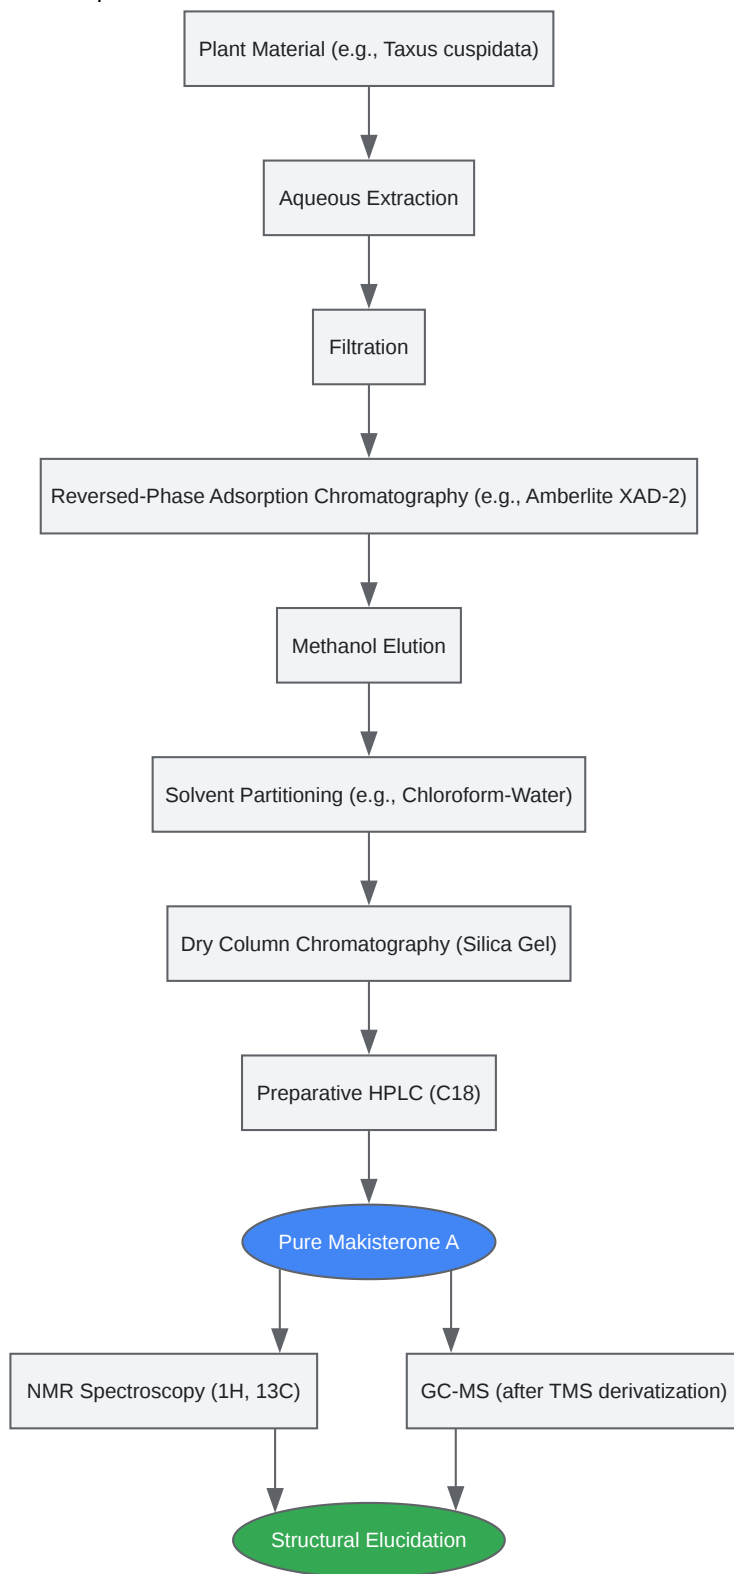 Plant Material (e.g., Taxus cuspidata)
Aqueous Extraction
Filtration
Reversed-Phase Adsorption Chromatography (e.g., Amberlite XAD-2)
Methanol Elution
Solvent Partitioning (e.g., Chloroform-Water)
Dry Column Chromatography (Silica Gel)
Preparative HPLC (C18)
Pure Makisterone A
NMR Spectroscopy (1H, 13C)
GC-MS (after TMS derivatization)
Structural Elucidation